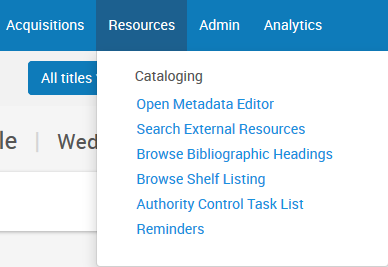 Acquisitions Resources Admin Analytics
All titles
Cataloging
Open Metadata Editor
le | Wed
Search External Resources
Browse Bibliographic Headings
Browse Shelf Listing
Authority Control Task List
Reminders